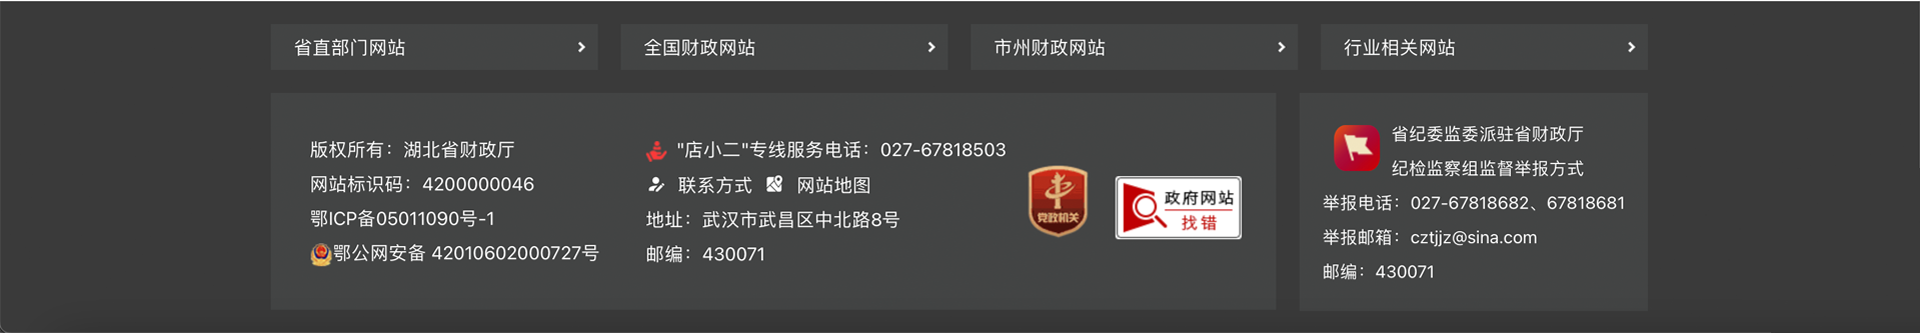 省直部门网站
全国财政网站
市州财政网站
行业相关网站
版权所有：湖北省财政厅
网站标识码：4200000046
鄂ICP备05011090号-1
鄂公网安备 42010602000727号
"店小二"专线服务电话：027-67818503
联系方式 网站地图
地址：武汉市武昌区中北路8号
邮编：430071
党政机关
政府网站
找错
省纪委监委派驻省财政厅
纪检监察组监督举报方式
举报电话：027-67818682、67818681
举报邮箱：cztjjz@sina.com
邮编：430071